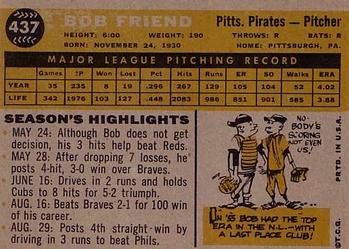 437
BOB FRIEND
Pitts. Pirates — Pitcher
HEIGHT: 6:00 WEIGHT: 190 THROWS: R BATS: R
BORN: NOVEMBER 24, 1930 HOME: PITTSBURGH, PA.
MAJOR LEAGUE PITCHING RECORD
Games IP Won Lost Pct. Hits SO. Runs ER. Walks ERA
YEAR 35 235 8 19 .296 267 129 52 4.02
LIFE 342 1976 103 127 .448 2083 986 851 901 585 3.88
SEASON'S HIGHLIGHTS
• MAY 24: Although Bob does not get
decision, his 3 hits help beat Reds.
• MAY 28: After dropping 7 losses, he
posts 4-hit, 3-0 win over Braves.
• JUNE 16: Drives in 2 runs and holds
Cubs to 8 hits for 5-2 triumph.
• AUG. 16: Beats Braves 2-1 for 100 win
of his career.
• AUG. 29: Posts 4th straight win by
driving in 3 runs to beat Phils.
NO-
BODY'S
SCORING
NOT EVEN
US!
IN '55 BOB HAD THE TOP
ERA IN THE N.L.—WITH A
LAST PLACE CLUB!
©T.C.G. PRTD. IN U.S.A.